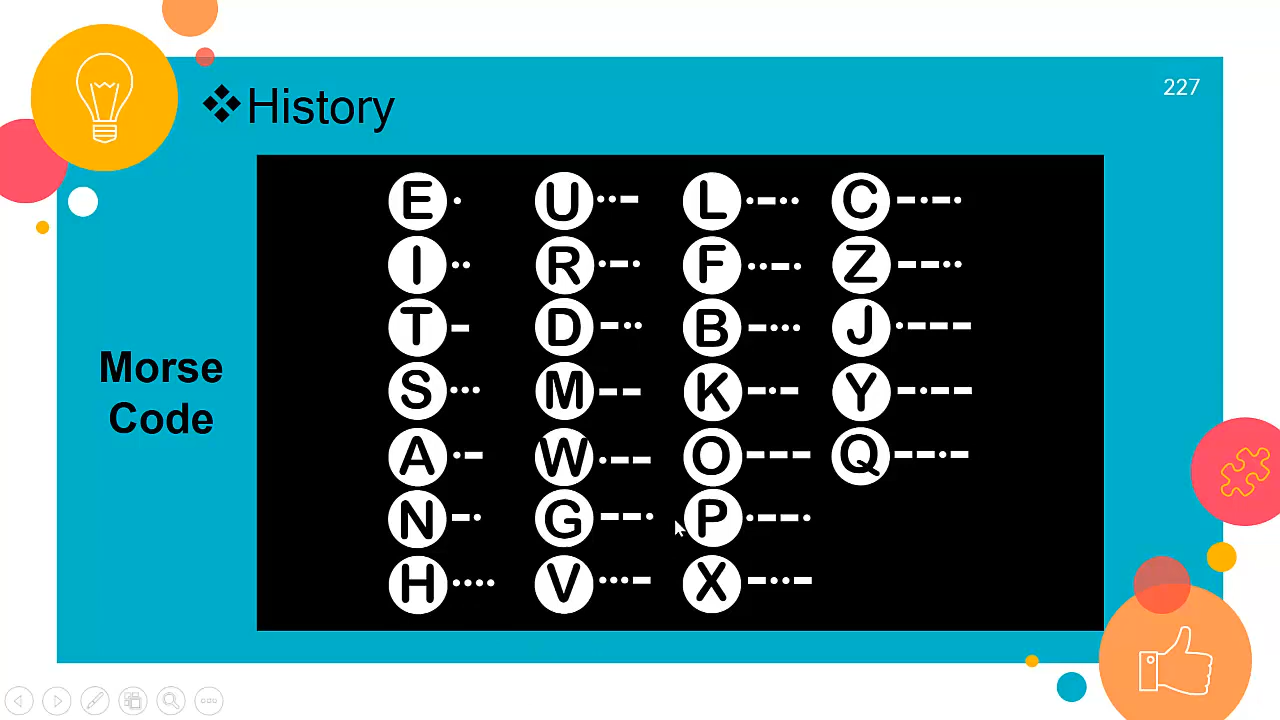 ❖History
227
Morse
Code
E ·
I ··
T –
S ···
A ·–
N –·
H ····
U ··–
R ·–·
D –··
M ––
W ·––
G ––·
V ···–
L ·–··
F ··–·
B –···
K –·–
O –––
P ·––·
X –··–
C –·–·
Z ––··
J ·–––
Y –·––
Q ––·–